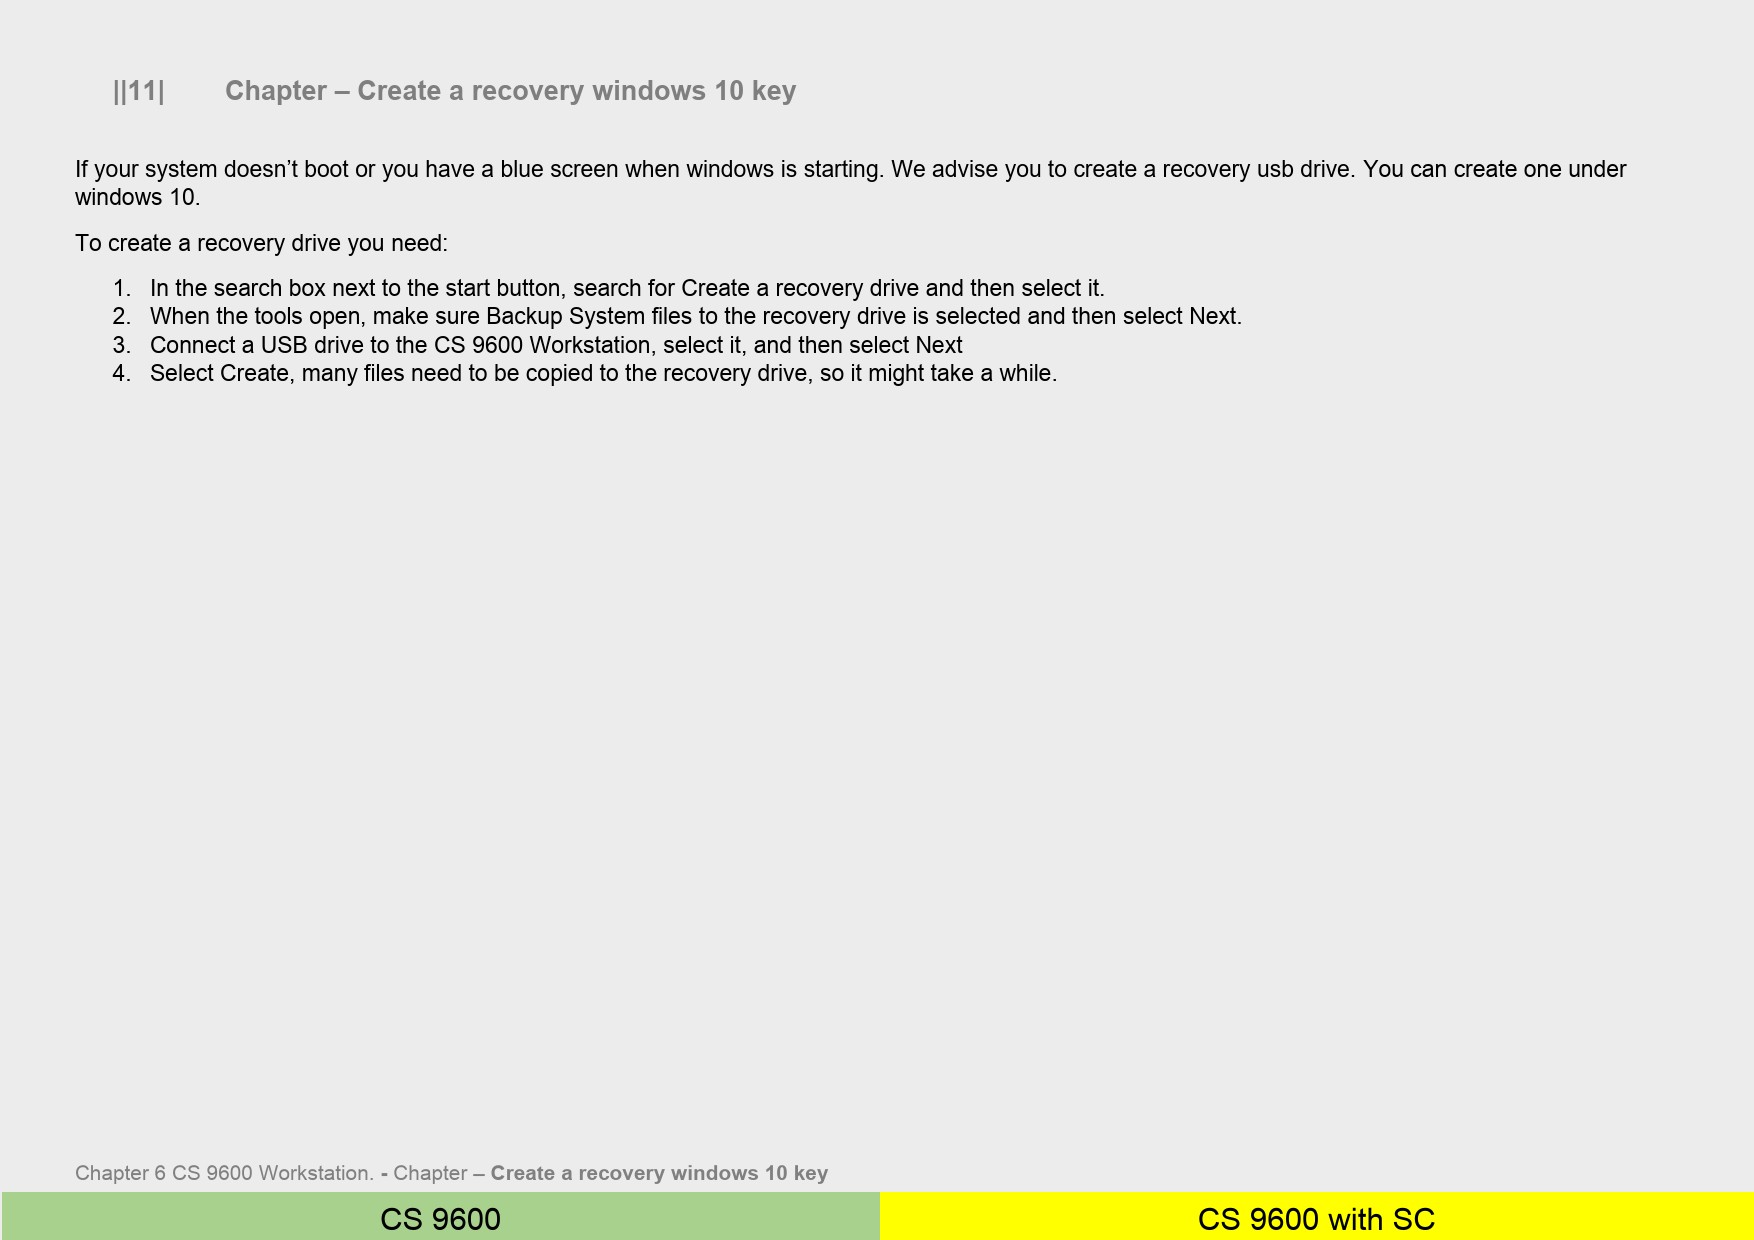 ||11| Chapter – Create a recovery windows 10 key
If your system doesn’t boot or you have a blue screen when windows is starting. We advise you to create a recovery usb drive. You can create one under
windows 10.
To create a recovery drive you need:
1. In the search box next to the start button, search for Create a recovery drive and then select it.
2. When the tools open, make sure Backup System files to the recovery drive is selected and then select Next.
3. Connect a USB drive to the CS 9600 Workstation, select it, and then select Next
4. Select Create, many files need to be copied to the recovery drive, so it might take a while.
Chapter 6 CS 9600 Workstation. - Chapter – Create a recovery windows 10 key
CS 9600
CS 9600 with SC